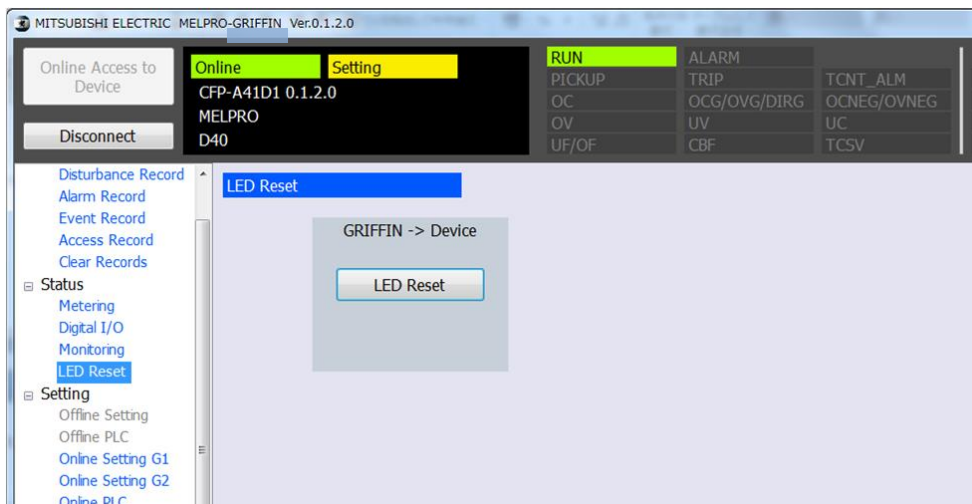 MITSUBISHI ELECTRIC MELPRO-GRIFFIN Ver.0.1.2.0
Online Access to
Device
Disconnect
Online Setting
CFP-A41D1 0.1.2.0
MELPRO
D40
RUN ALARM
PICKUP TRIP TCNT_ALM
OC OCG/OVG/DIRG OCNEG/OVNEG
OV UV UC
UF/OF CBF TCSV
Disturbance Record
Alarm Record
Event Record
Access Record
Clear Records
Status
Metering
Digital I/O
Monitoring
LED Reset
Setting
Offline Setting
Offline PLC
Online Setting G1
Online Setting G2
Online PLC
LED Reset
GRIFFIN -> Device
LED Reset